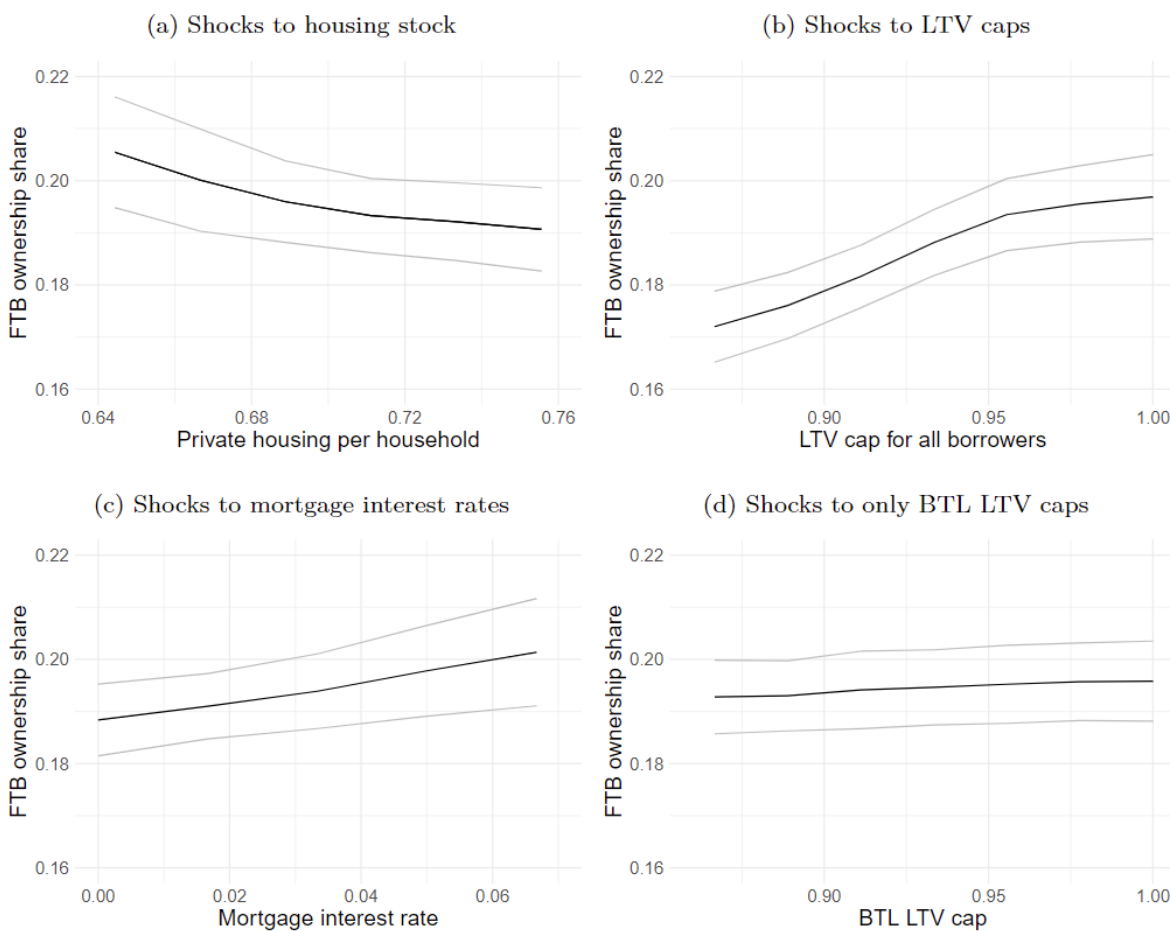 (a) Shocks to housing stock
FTB ownership share
0.22
0.20
0.18
0.16
0.64
0.68
0.72
0.76
Private housing per household
(b) Shocks to LTV caps
FTB ownership share
0.22
0.20
0.18
0.16
0.90
0.95
1.00
LTV cap for all borrowers
(c) Shocks to mortgage interest rates
FTB ownership share
0.22
0.20
0.18
0.16
0.00
0.02
0.04
0.06
Mortgage interest rate
(d) Shocks to only BTL LTV caps
FTB ownership share
0.22
0.20
0.18
0.16
0.90
0.95
1.00
BTL LTV cap